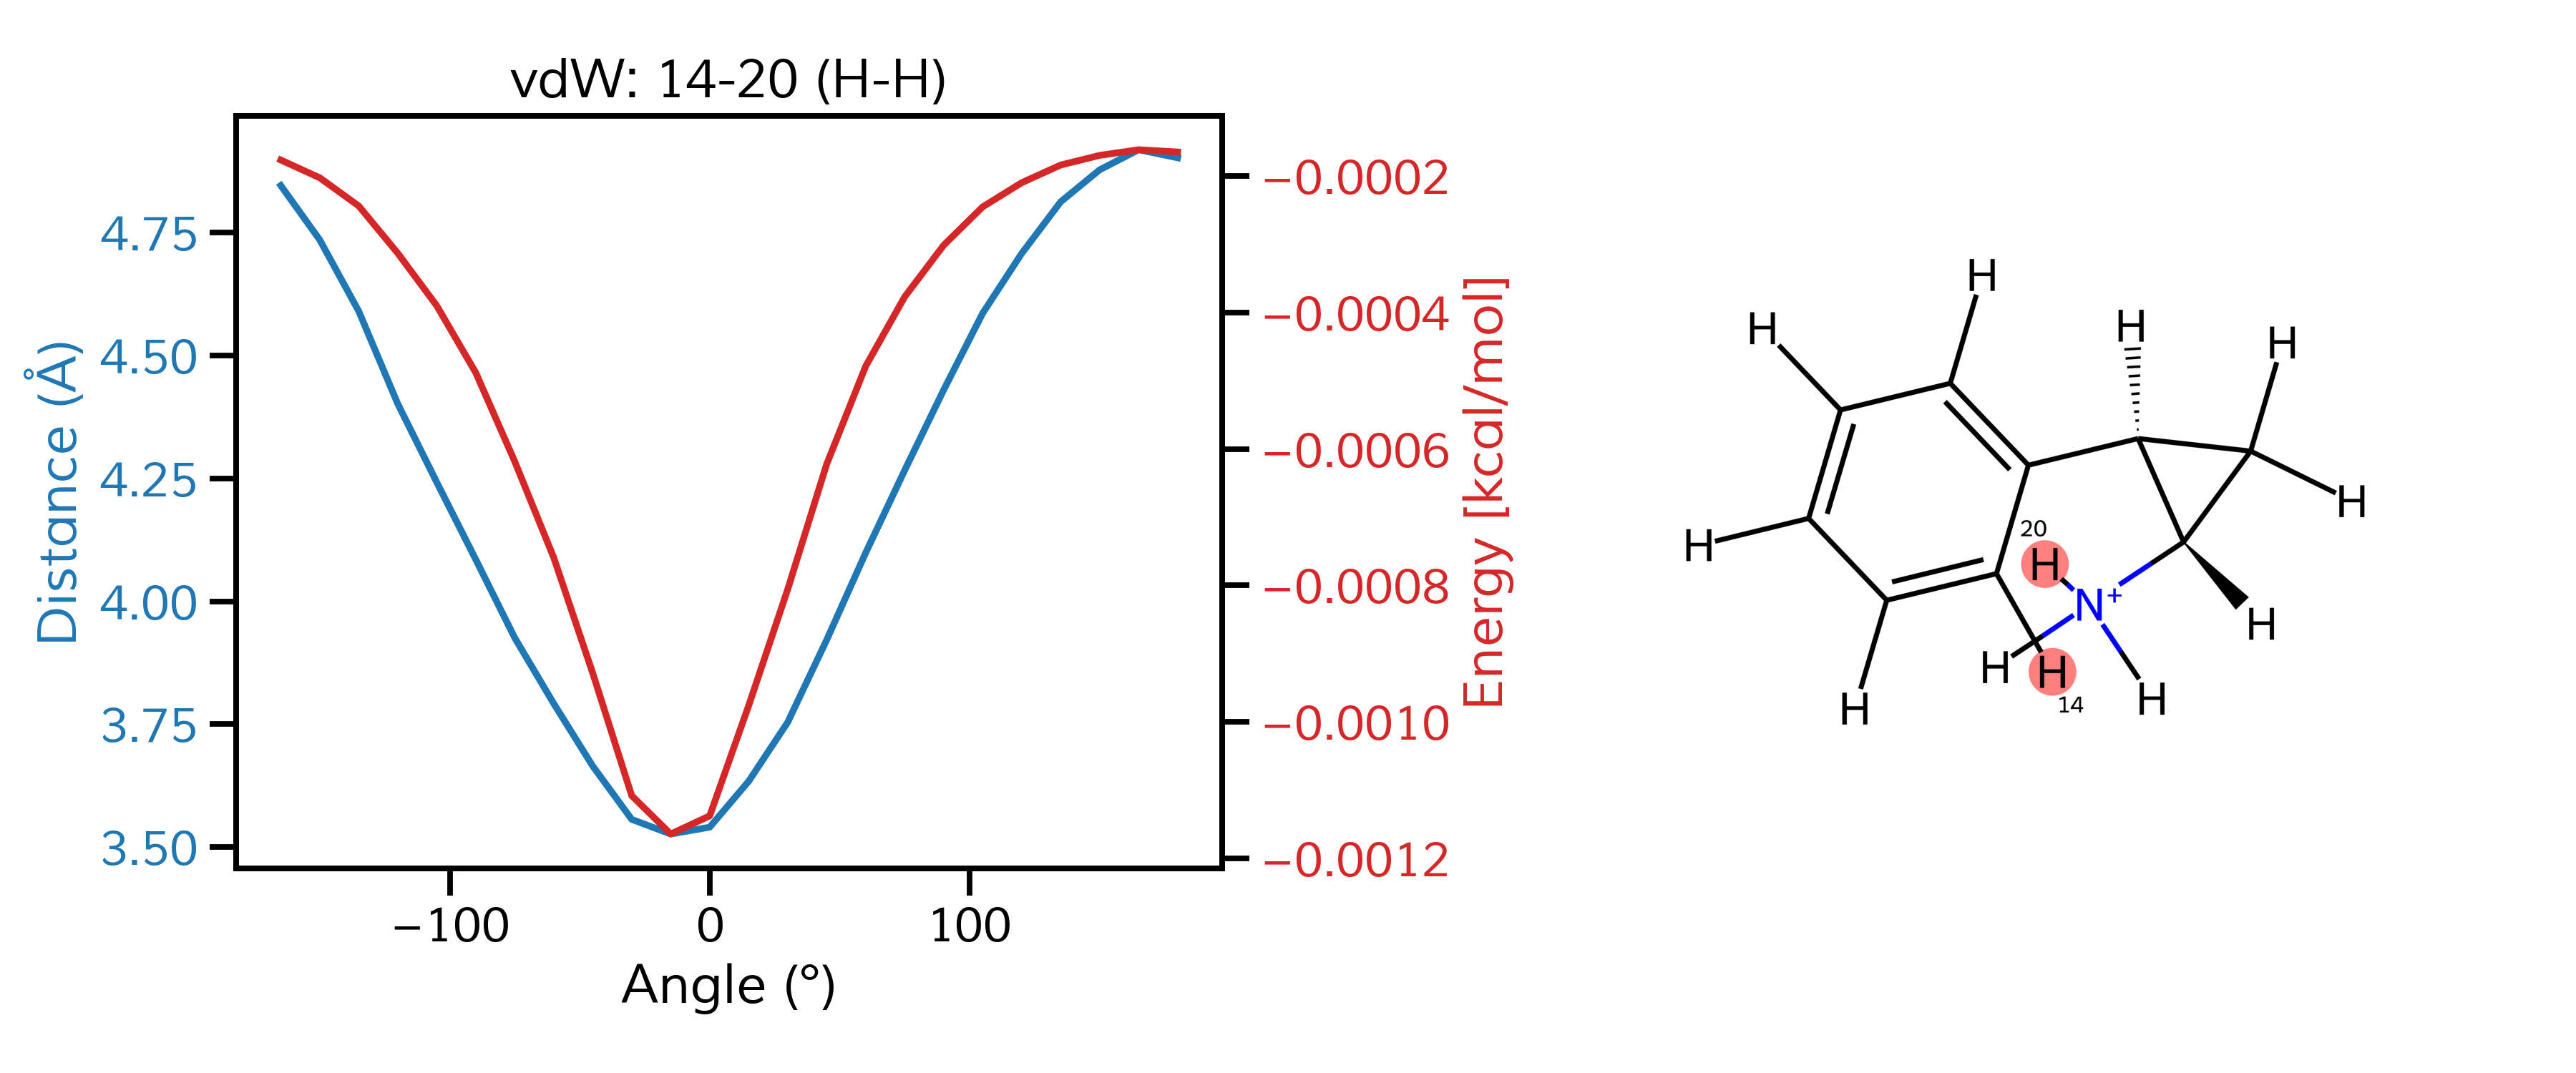 vdW: 14-20 (H-H)
Distance (Å)
4.75
4.50
4.25
4.00
3.75
3.50
−0.0002
−0.0004
−0.0006
−0.0008
−0.0010
−0.0012
Energy [kcal/mol]
−100 0 100
Angle (°)
H
H
H
H
H
H
H
20
H
N+
H
H
H
H
14
H